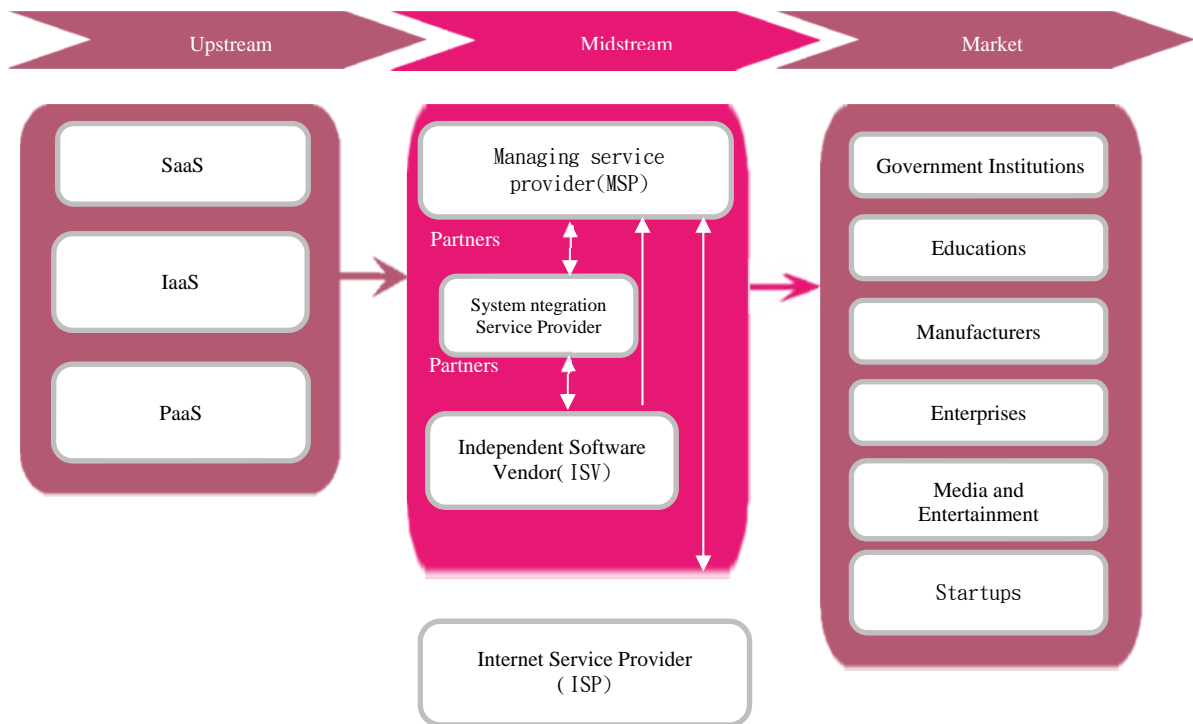 Upstream
Midstream
Market
SaaS
IaaS
PaaS
Managing service
provider(MSP)
Partners
System ntegration
Service Provider
Partners
Independent Software
Vendor( ISV)
Internet Service Provider
( ISP)
Government Institutions
Educations
Manufacturers
Enterprises
Media and
Entertainment
Startups